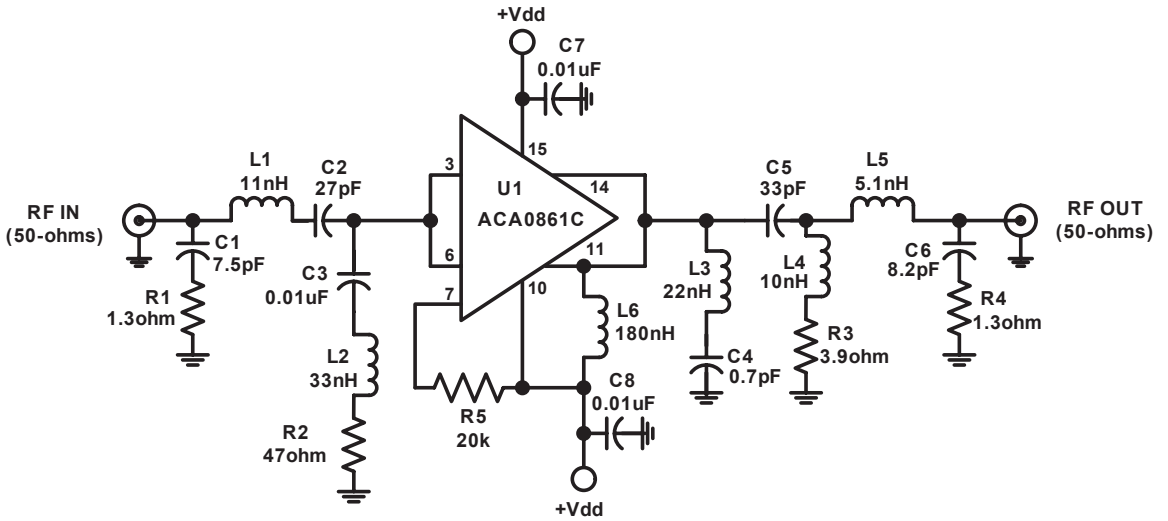 +Vdd
C7
0.01uF
15
L1
11nH
C2
27pF
3
U1
ACA0861C
14
C5
33pF
L5
5.1nH
RF IN
(50-ohms)
RF OUT
(50-ohms)
C1
7.5pF
6
11
C6
8.2pF
C3
0.01uF
7
10
L3
22nH
L4
10nH
R1
1.3ohm
L6
180nH
R4
1.3ohm
R3
3.9ohm
L2
33nH
C4
0.7pF
R5
20k
C8
0.01uF
R2
47ohm
+Vdd